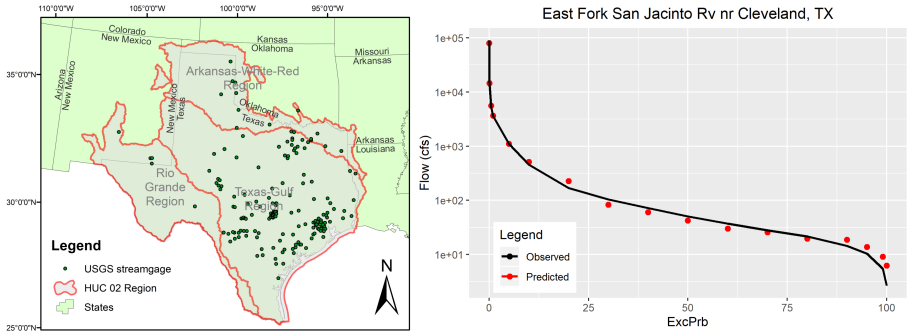 110°0'0"W
105°0'0"W
100°0'0"W
95°0'0"W
Colorado
New Mexico
Kansas
Oklahoma
Missouri
Arkansas
35°0'0"N
Arizona
New Mexico
Arkansas-White-Red
Region
New Mexico
Texas
Oklahoma
Texas
Arkansas
Louisiana
Rio
Grande
Region
Texas-Gulf
Region
30°0'0"N
Legend
USGS streamgage
HUC 02 Region
States
N
25°0'0"N
East Fork San Jacinto Rv nr Cleveland, TX
Flow (cfs)
1e+05
1e+04
1e+03
1e+02
1e+01
Legend
Observed
Predicted
0
25
50
75
100
ExcPrb